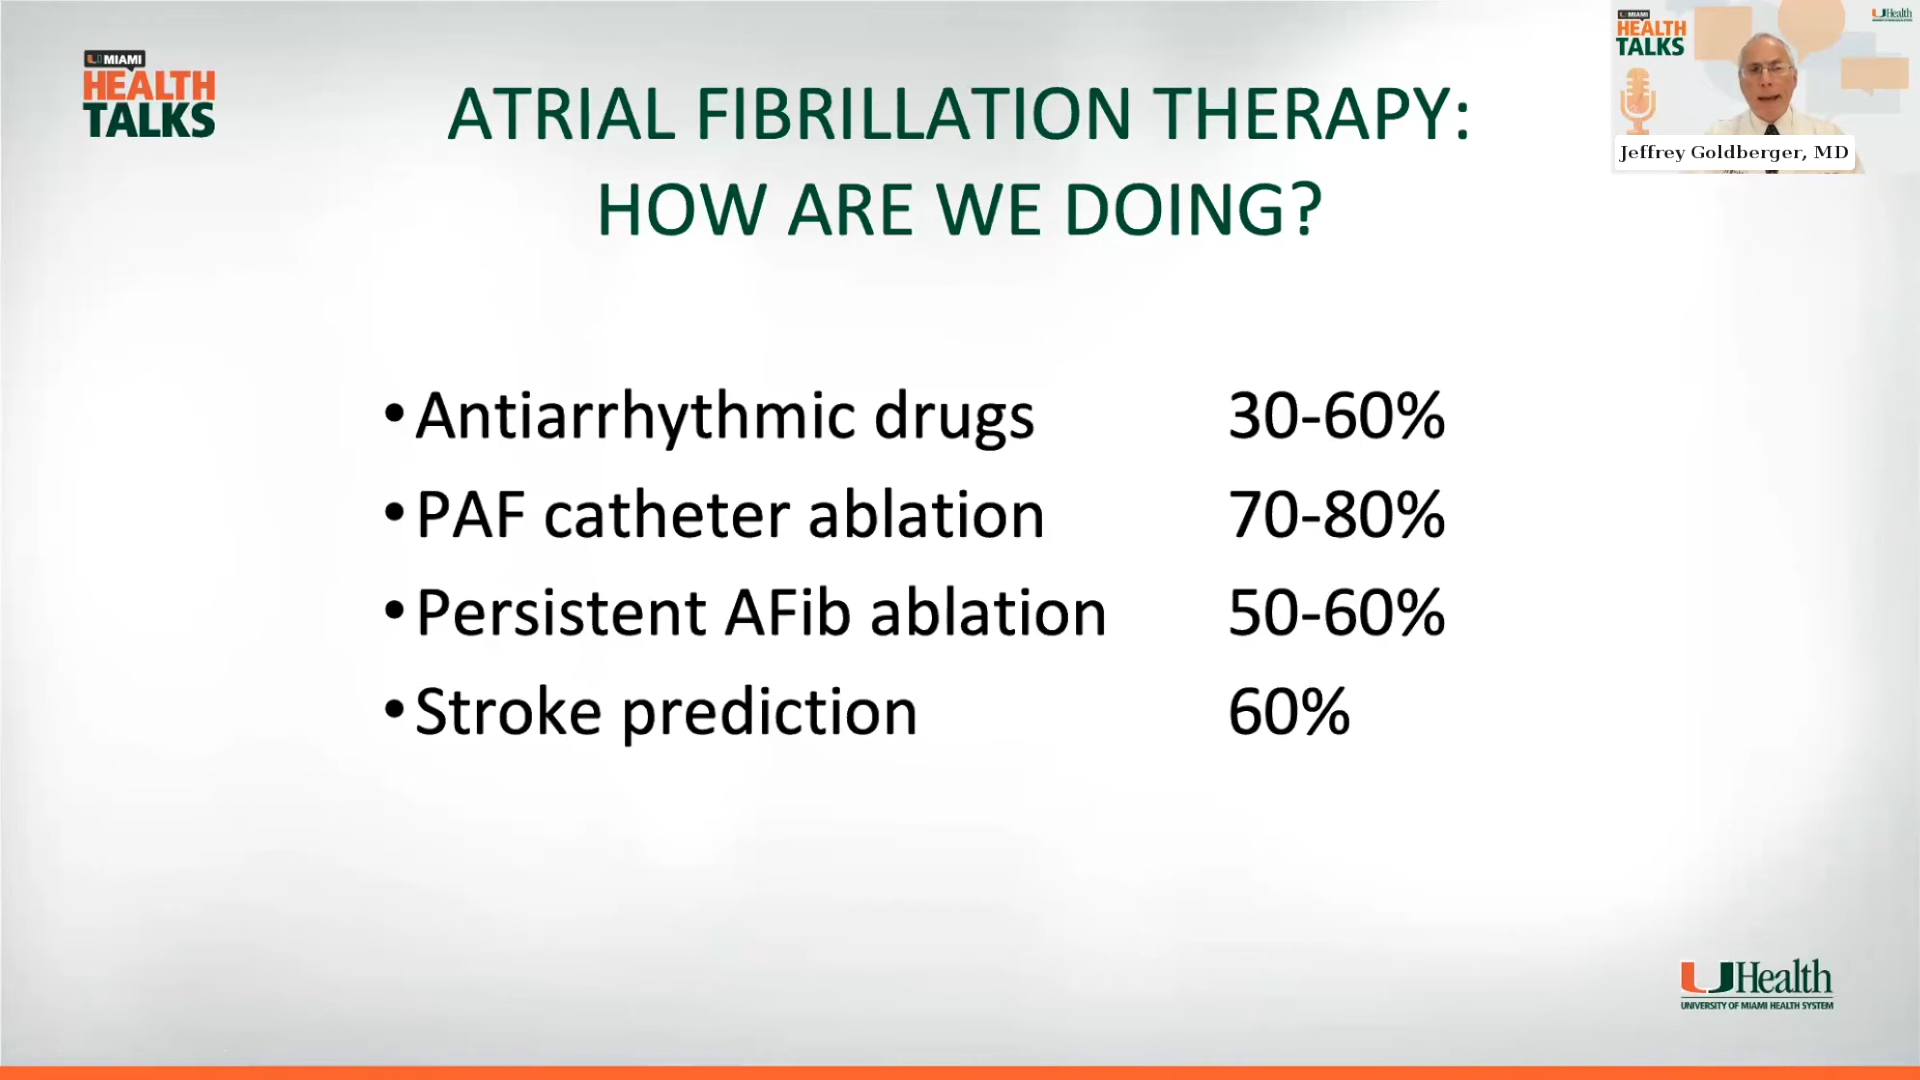 U MIAMI
HEALTH
TALKS
ATRIAL FIBRILLATION THERAPY:
HOW ARE WE DOING?
• Antiarrhythmic drugs 30-60%
• PAF catheter ablation 70-80%
• Persistent AFib ablation 50-60%
• Stroke prediction 60%
U MIAMI
HEALTH
TALKS
UHealth
Jeffrey Goldberger, MD
UHealth
UNIVERSITY OF MIAMI HEALTH SYSTEM